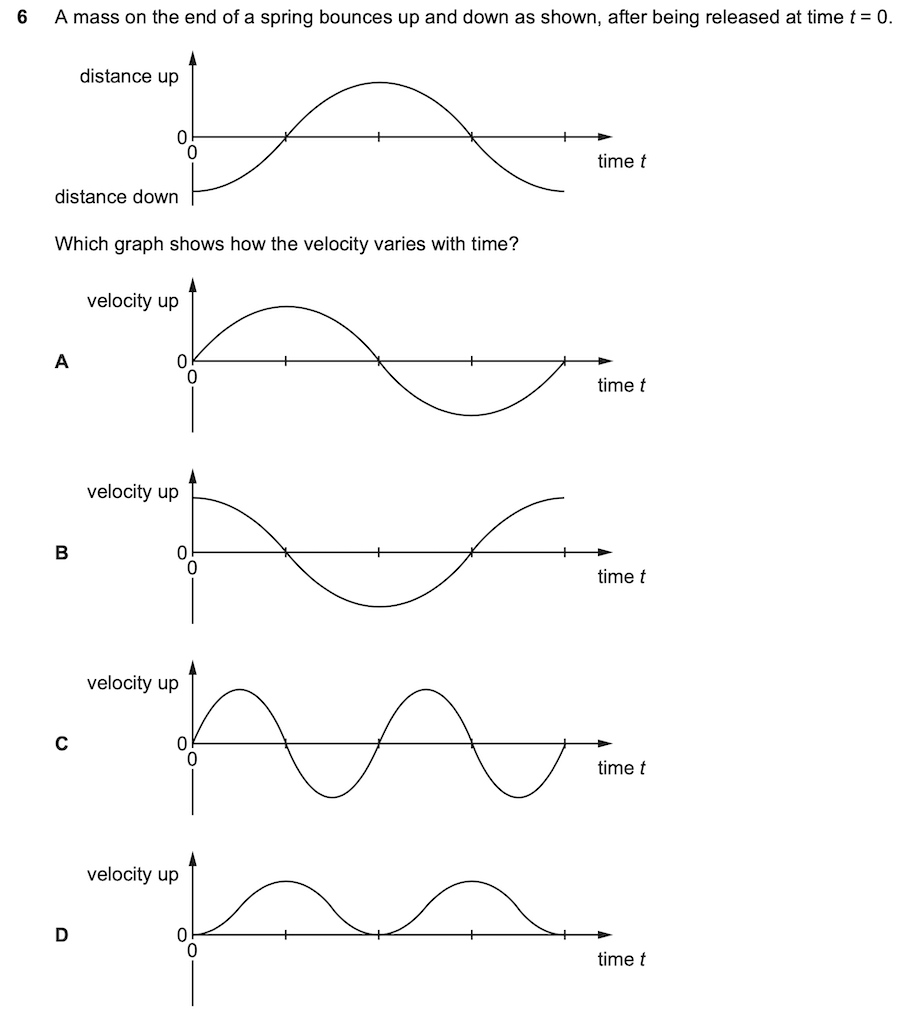 6 A mass on the end of a spring bounces up and down as shown, after being released at time t = 0.
distance up
0
0
time t
distance down
Which graph shows how the velocity varies with time?
velocity up
A
0
0
time t
velocity up
B
0
0
time t
velocity up
C
0
0
time t
velocity up
D
0
0
time t